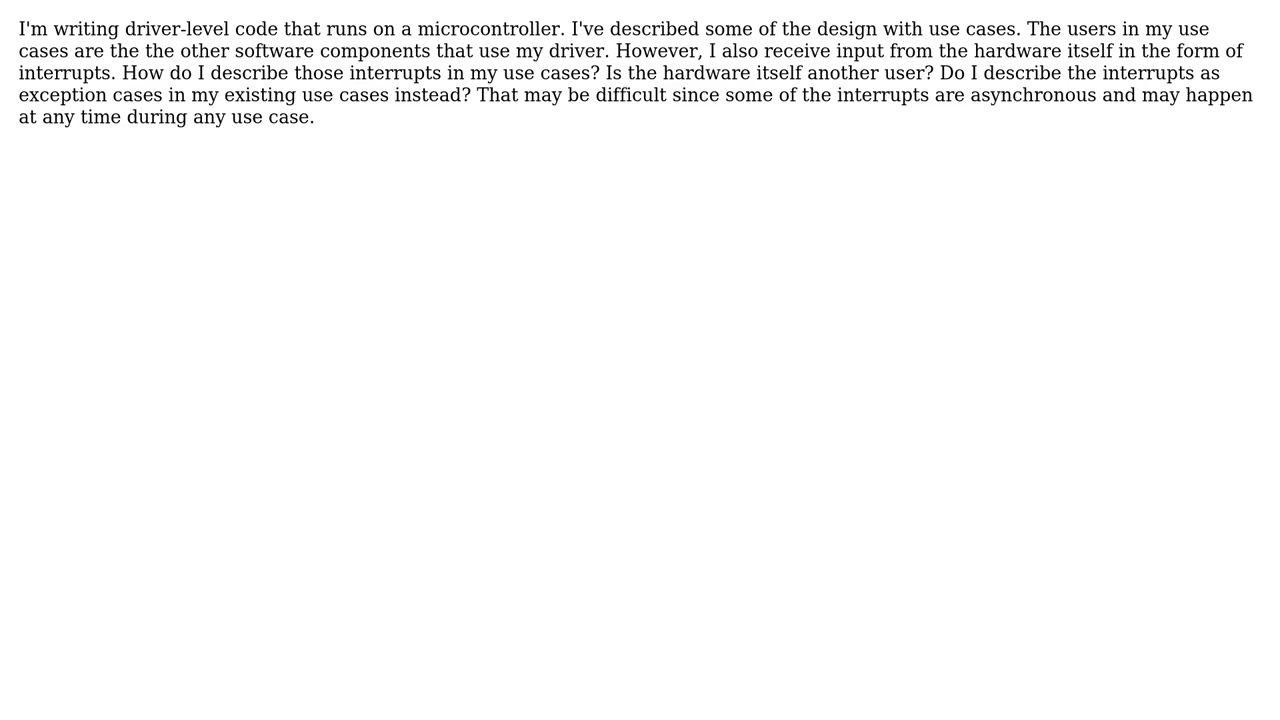 I'm writing driver-level code that runs on a microcontroller. I've described some of the design with use cases. The users in my use
cases are the the other software components that use my driver. However, I also receive input from the hardware itself in the form of
interrupts. How do I describe those interrupts in my use cases? Is the hardware itself another user? Do I describe the interrupts as
exception cases in my existing use cases instead? That may be difficult since some of the interrupts are asynchronous and may happen
at any time during any use case.